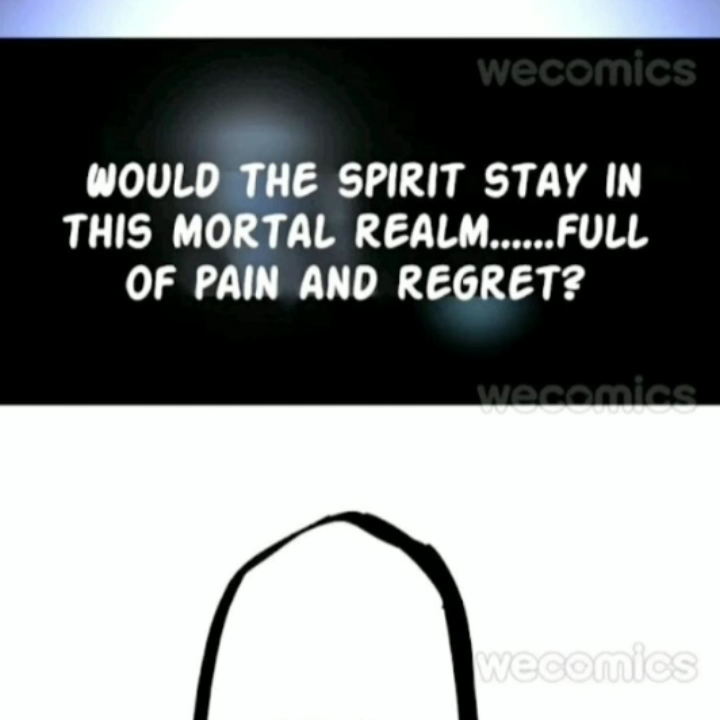 wecomics
WOULD THE SPIRIT STAY IN
THIS MORTAL REALM......FULL
OF PAIN AND REGRET?
wecomics
wecomics